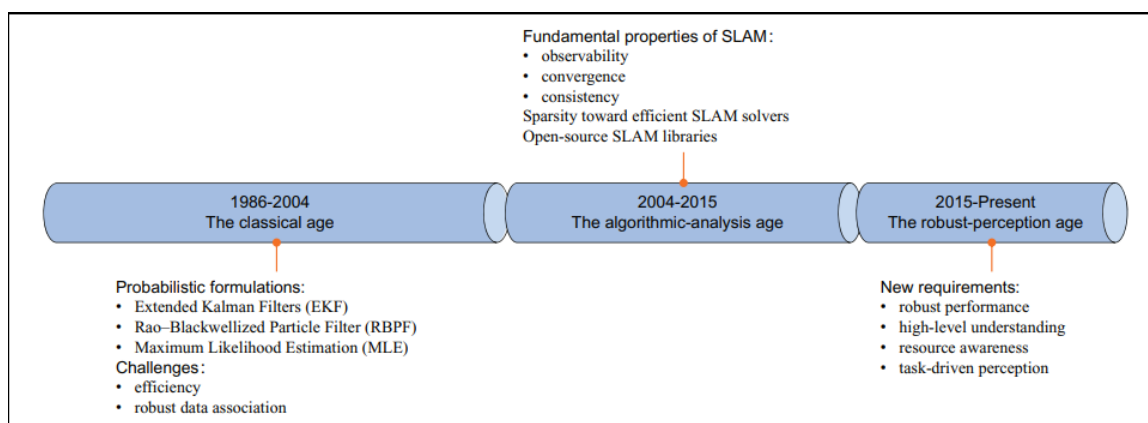 Fundamental properties of SLAM:
• observability
• convergence
• consistency
Sparsity toward efficient SLAM solvers
Open-source SLAM libraries
1986-2004
The classical age
2004-2015
The algorithmic-analysis age
2015-Present
The robust-perception age
Probabilistic formulations:
• Extended Kalman Filters (EKF)
• Rao–Blackwellized Particle Filter (RBPF)
• Maximum Likelihood Estimation (MLE)
Challenges:
• efficiency
• robust data association
New requirements:
• robust performance
• high-level understanding
• resource awareness
• task-driven perception